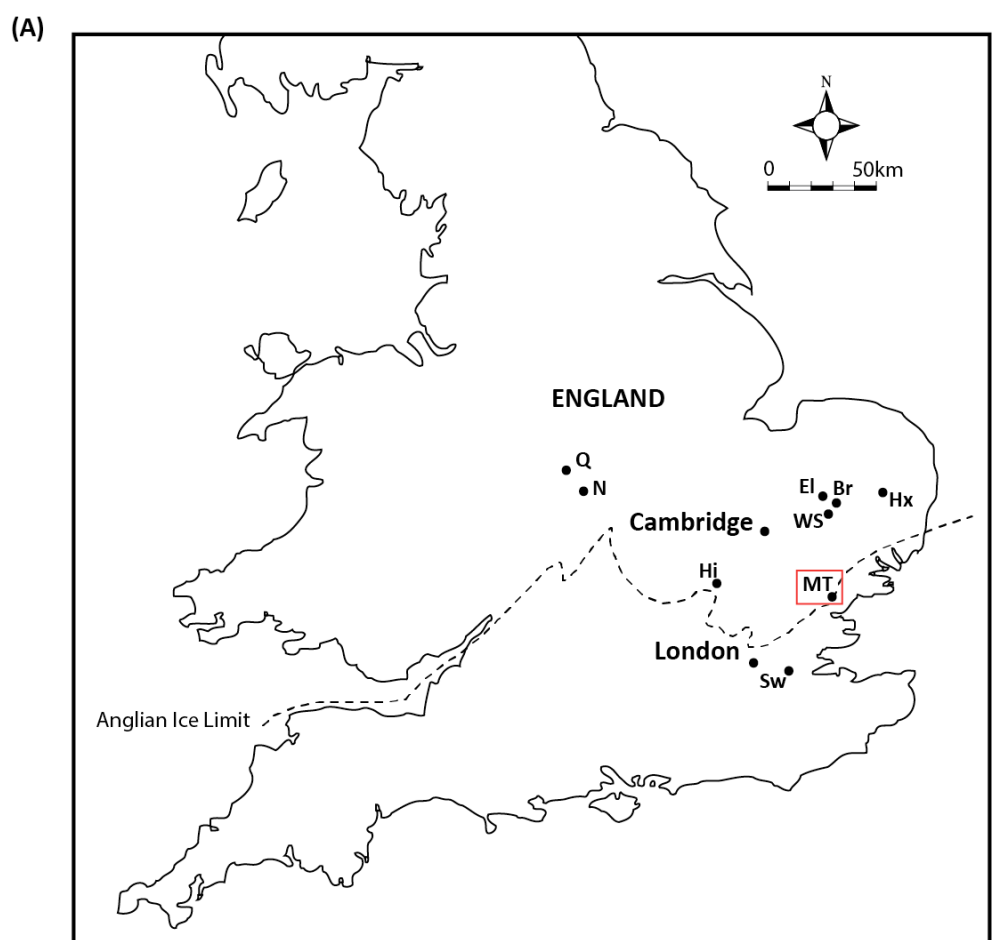 (A)
N
0 50km
ENGLAND
Q
N
El Br
Hx
WS
Cambridge
Hi
MT
London
Sw
Anglian Ice Limit